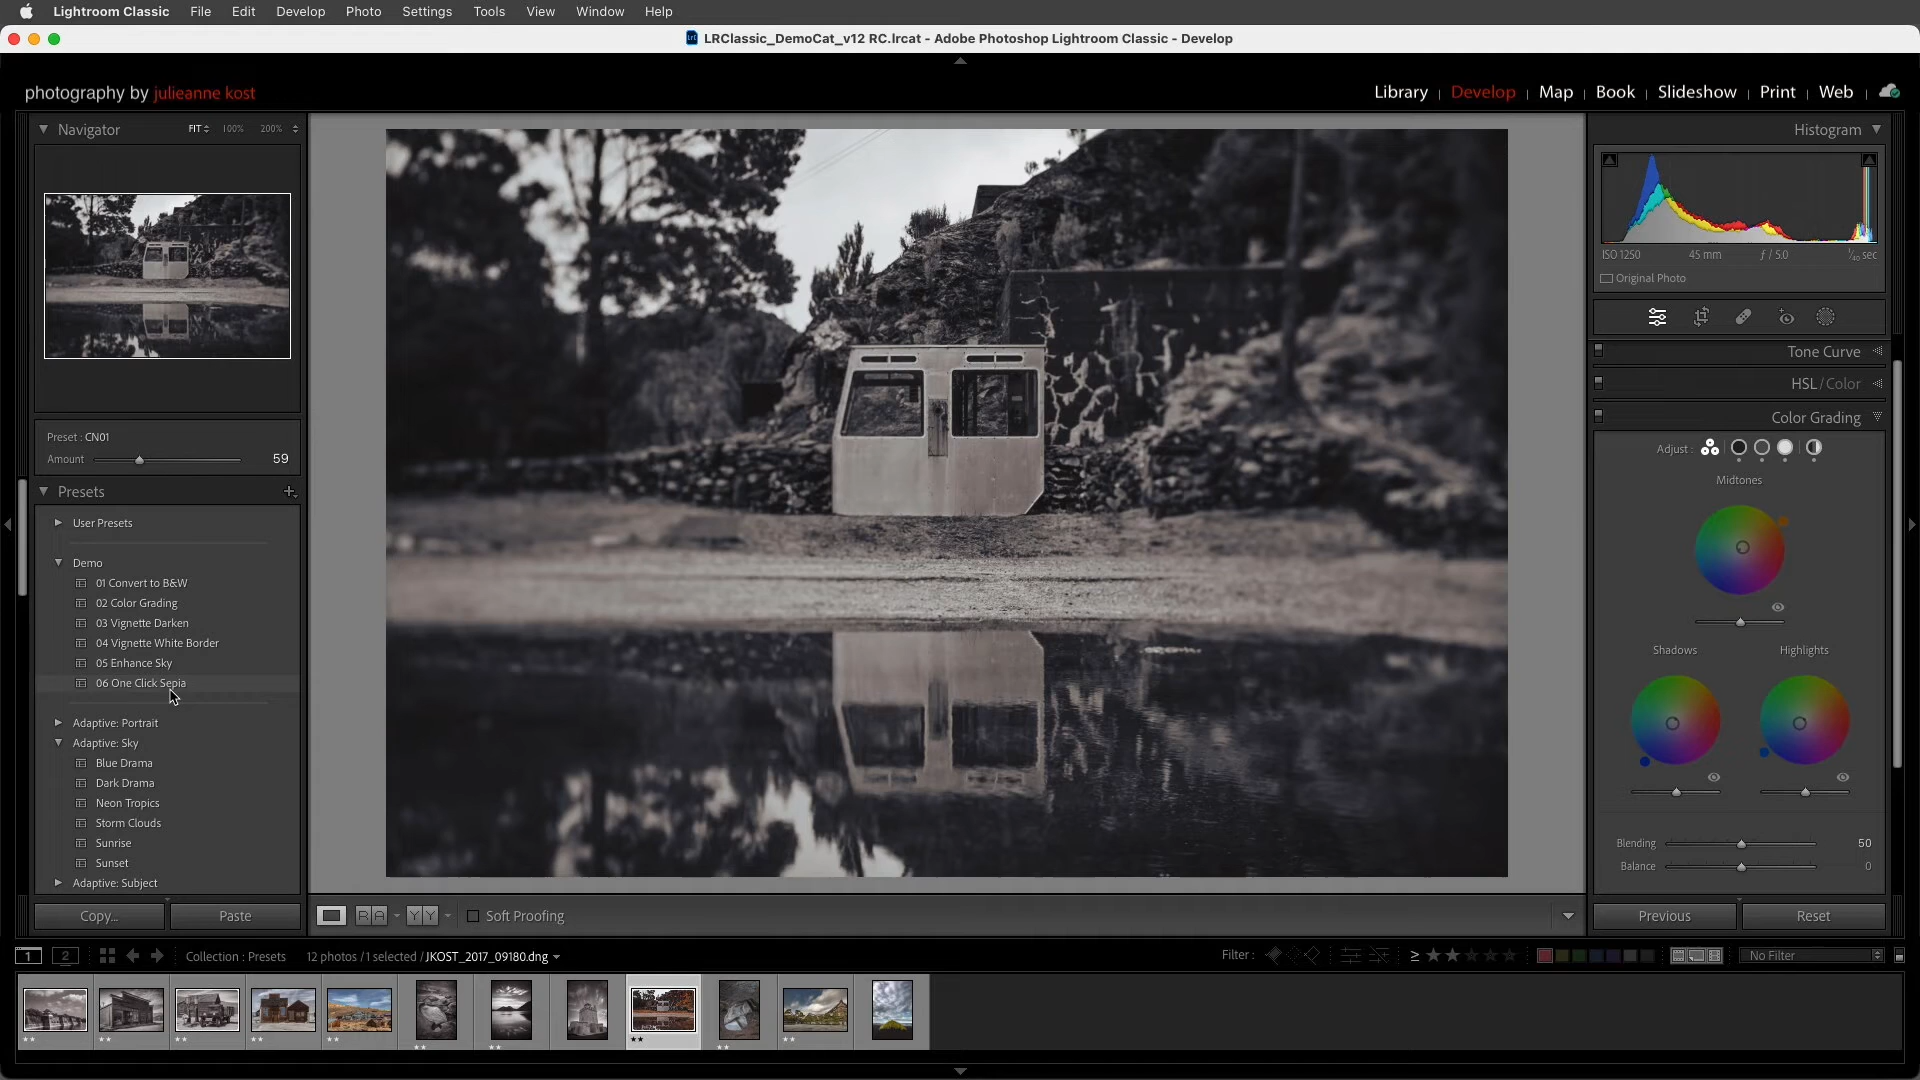 Lightroom Classic File Edit Develop Photo Settings Tools View Window Help
LrC LRClassic_DemoCat_v12 RC.lrcat - Adobe Photoshop Lightroom Classic - Develop
photography by julieanne kost
Library | Develop | Map | Book | Slideshow | Print | Web |
Navigator FIT 100% 200%
Preset : CN01
Amount 59
Presets
User Presets
Demo
01 Convert to B&W
02 Color Grading
03 Vignette Darken
04 Vignette White Border
05 Enhance Sky
06 One Click Sepia
Adaptive: Portrait
Adaptive: Sky
Blue Drama
Dark Drama
Neon Tropics
Storm Clouds
Sunrise
Sunset
Adaptive: Subject
Copy... Paste
Histogram
ISO 1250 45 mm ƒ / 5.0 1/40 sec
Original Photo
Tone Curve
HSL / Color
Color Grading
Adjust :
Midtones
Shadows Highlights
Blending 50
Balance 0
Previous Reset
R A Y Y Soft Proofing
1 2 Collection : Presets 12 photos / 1 selected / JKOST_2017_09180.dng
Filter : ≥ No Filter